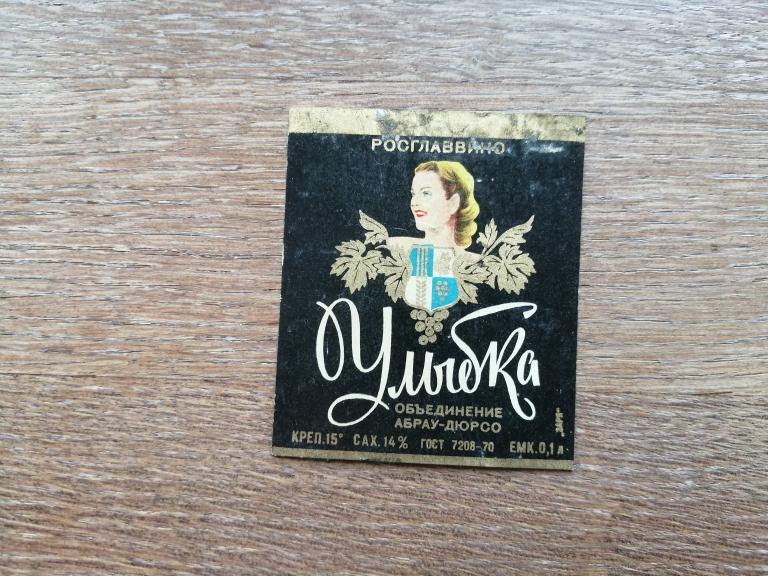 РОСГЛАВВИНО
Улыбка
ОБЪЕДИНЕНИЕ
АБРАУ-ДЮРСО
КРЕП.15° САХ.14% ГОСТ 7208-70 ЕМК.0,1 л